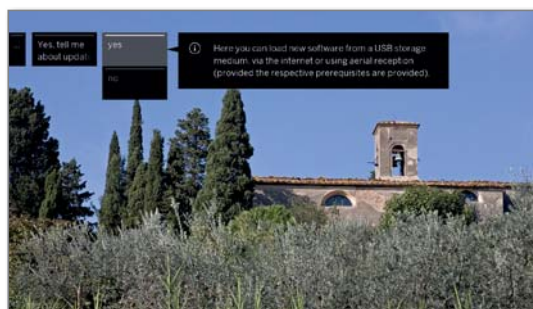 Yes, tell me
about updat
yes
no
Here you can load new software from a USB storage
medium, via the internet or using aerial reception
(provided the respective prerequisites are provided).